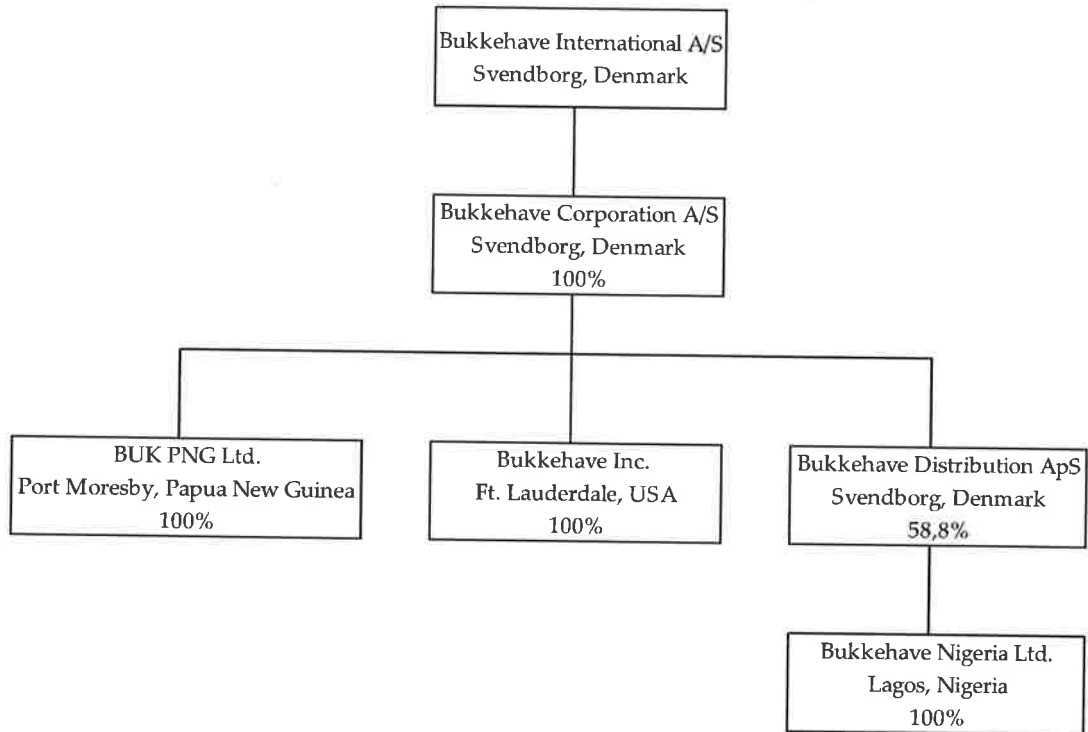 Bukkehave International A/S
Svendborg, Denmark
Bukkehave Corporation A/S
Svendborg, Denmark
100%
BUK PNG Ltd.
Port Moresby, Papua New Guinea
100%
Bukkehave Inc.
Ft. Lauderdale, USA
100%
Bukkehave Distribution ApS
Svendborg, Denmark
58,8%
Bukkehave Nigeria Ltd.
Lagos, Nigeria
100%